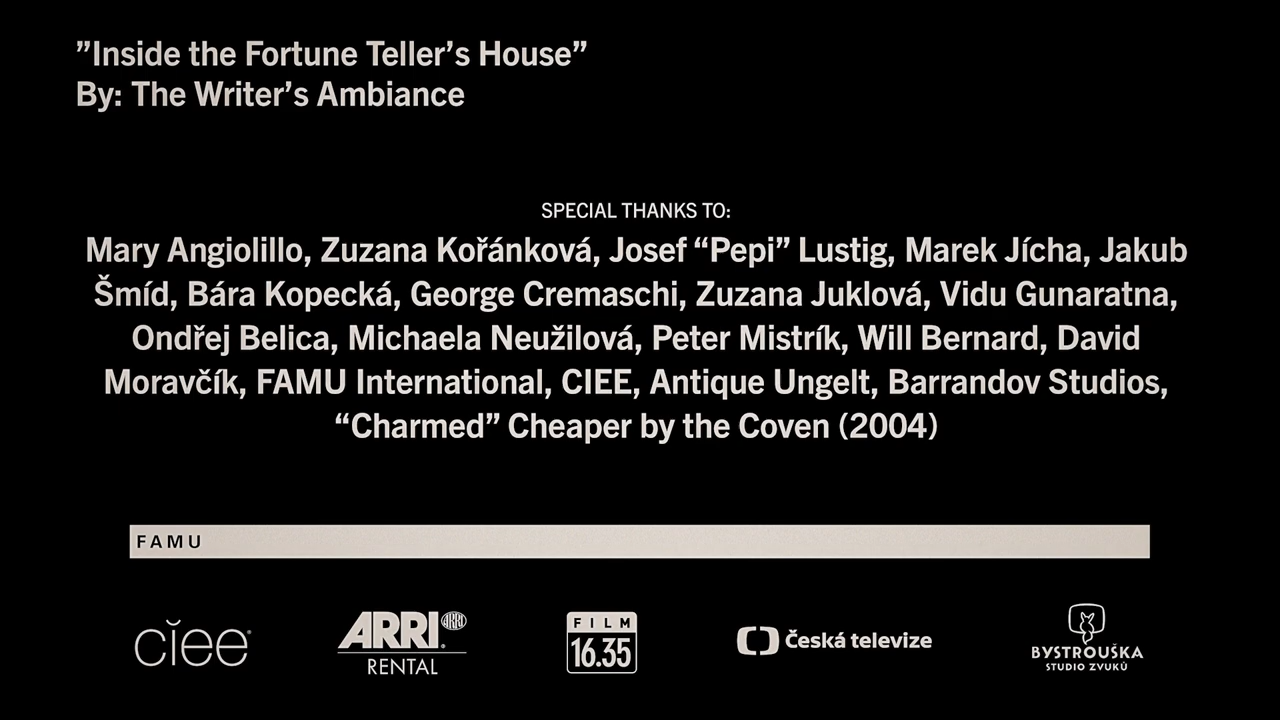 ”Inside the Fortune Teller’s House”
By: The Writer’s Ambiance
SPECIAL THANKS TO:
Mary Angiolillo, Zuzana Kořánková, Josef “Pepi” Lustig, Marek Jícha, Jakub
Šmíd, Bára Kopecká, George Cremaschi, Zuzana Juklová, Vidu Gunaratna,
Ondřej Belica, Michaela Neužilová, Peter Mistrík, Will Bernard, David
Moravčík, FAMU International, CIEE, Antique Ungelt, Barrandov Studios,
“Charmed” Cheaper by the Coven (2004)
FAMU
ciee®
ARRI® ARRI
RENTAL
FILM
16.35
Česká televize
BYSTROUŠKA
STUDIO ZVUKŮ